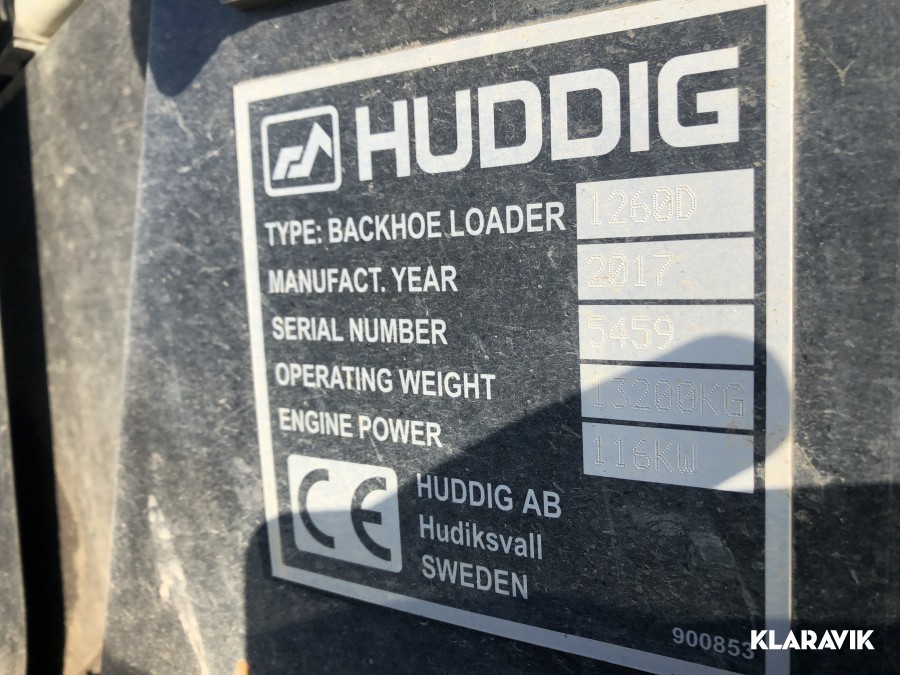 HUDDIG
TYPE: BACKHOE LOADER 1260D
MANUFACT. YEAR 2017
SERIAL NUMBER 5459
OPERATING WEIGHT 13200KG
ENGINE POWER 116KW
CE
HUDDIG AB
Hudiksvall
SWEDEN
900853
KLARAVIK